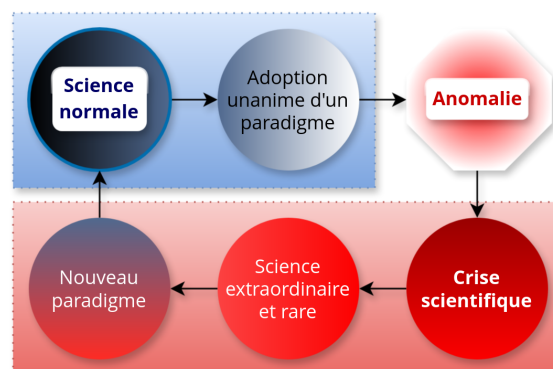 Science
normale
Adoption
unanime d'un
paradigme
Anomalie
Nouveau
paradigme
Science
extraordinaire
et rare
Crise
scientifique